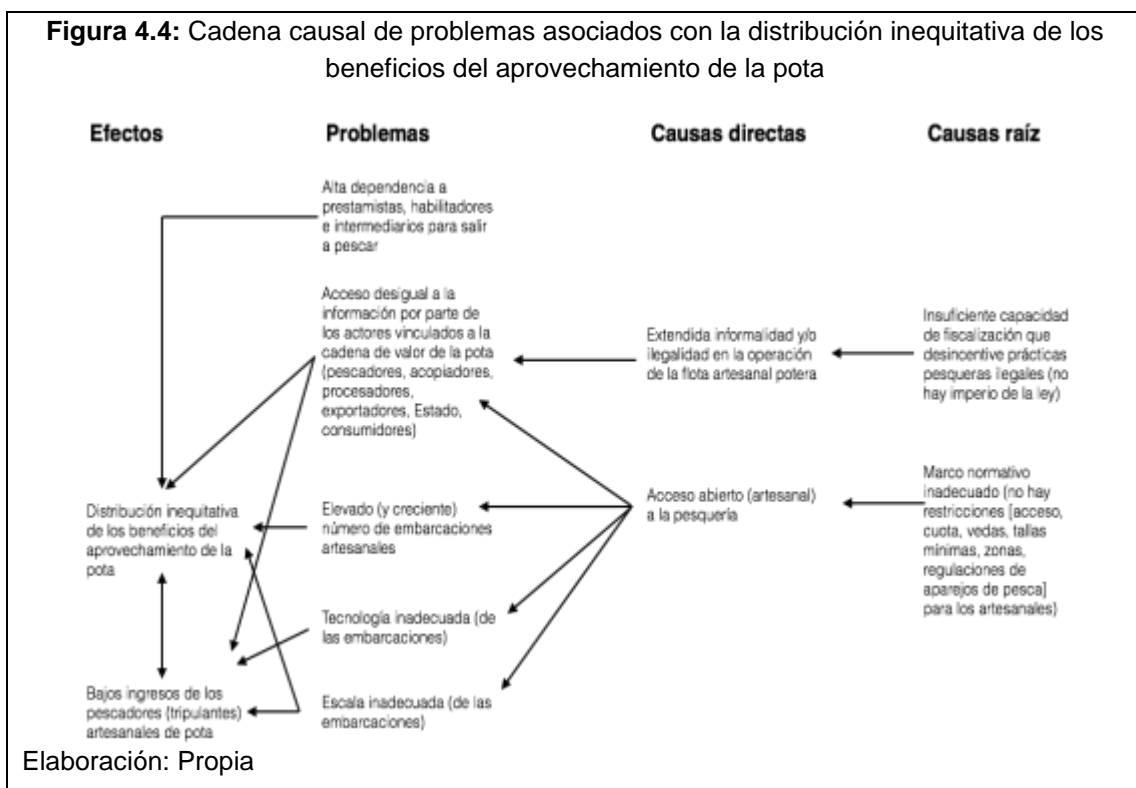 Figura 4.4: Cadena causal de problemas asociados con la distribución inequitativa de los
beneficios del aprovechamiento de la pota
Efectos
Problemas
Causas directas
Causas raíz
Alta dependencia a
prestamistas, habilitadores
e intermediarios para salir
a pescar
Acceso desigual a la
información por parte de
los actores vinculados a la
cadena de valor de la pota
(pescadores, acopiadores,
procesadores,
exportadores, Estado,
consumidores)
Extendida informalidad y/o
ilegalidad en la operación
de la flota artesanal potera
Insuficiente capacidad
de fiscalización que
desincentive prácticas
pesqueras ilegales (no
hay imperio de la ley)
Distribución inequitativa
de los beneficios del
aprovechamiento de la
pota
Elevado (y creciente)
número de embarcaciones
artesanales
Acceso abierto (artesanal)
a la pesquería
Marco normativo
inadecuado (no hay
restricciones [acceso,
cuota, vedas, tallas
mínimas, zonas,
regulaciones de
aparejos de pesca]
para los artesanales)
Tecnología inadecuada (de
las embarcaciones)
Bajos ingresos de los
pescadores (tripulantes)
artesanales de pota
Escala inadecuada (de las
embarcaciones)
Elaboración: Propia